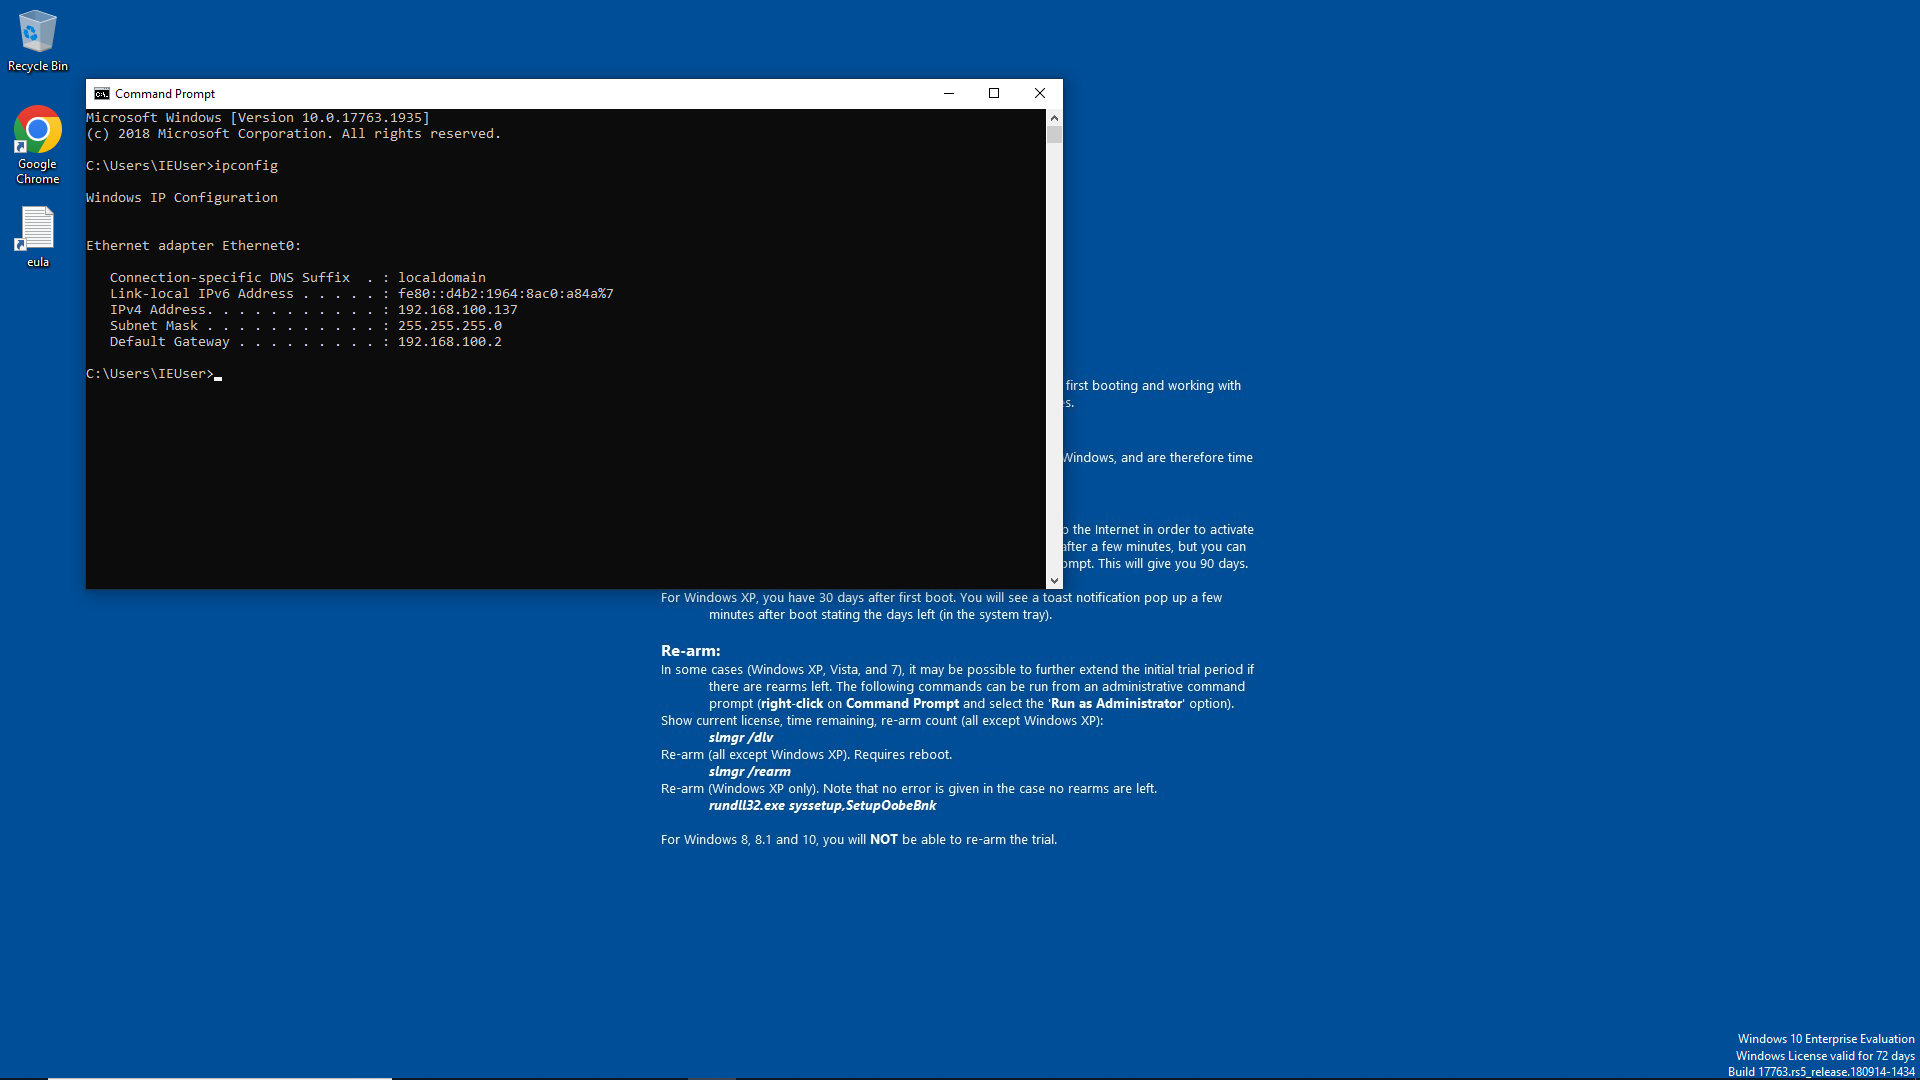 Recycle Bin
Google
Chrome
eula
Command Prompt
Microsoft Windows [Version 10.0.17763.1935]
(c) 2018 Microsoft Corporation. All rights reserved.
C:\Users\IEUser>ipconfig
Windows IP Configuration
Ethernet adapter Ethernet0:
Connection-specific DNS Suffix  . : localdomain
Link-local IPv6 Address . . . . . : fe80::d4b2:1964:8ac0:a84a%7
IPv4 Address. . . . . . . . . . . : 192.168.100.137
Subnet Mask . . . . . . . . . . . : 255.255.255.0
Default Gateway . . . . . . . . . : 192.168.100.2
C:\Users\IEUser>
first booting and working with
s.
Windows, and are therefore time
the Internet in order to activate
after a few minutes, but you can
ompt. This will give you 90 days.
For Windows XP, you have 30 days after first boot. You will see a toast notification pop up a few
minutes after boot stating the days left (in the system tray).
Re-arm:
In some cases (Windows XP, Vista, and 7), it may be possible to further extend the initial trial period if
there are rearms left. The following commands can be run from an administrative command
prompt (right-click on Command Prompt and select the 'Run as Administrator' option).
Show current license, time remaining, re-arm count (all except Windows XP):
slmgr /dlv
Re-arm (all except Windows XP). Requires reboot.
slmgr /rearm
Re-arm (Windows XP only). Note that no error is given in the case no rearms are left.
rundll32.exe syssetup,SetupOobeBnk
For Windows 8, 8.1 and 10, you will NOT be able to re-arm the trial.
Windows 10 Enterprise Evaluation
Windows License valid for 72 days
Build 17763.rs5_release.180914-1434